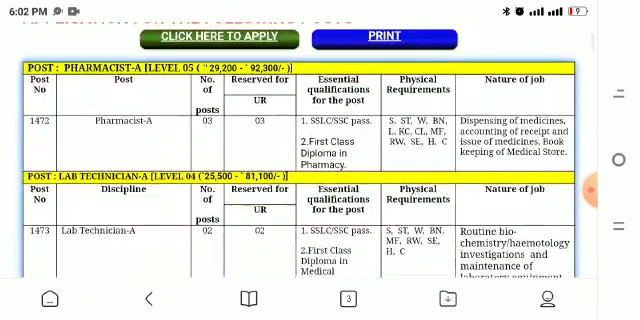 6:02 PM
9
CLICK HERE TO APPLY PRINT
POST : PHARMACIST-A [LEVEL 05 ( `' 29,200 - ` 92,300/- )]
Post No Post No. of posts Reserved for UR Essential qualifications for the post Physical Requirements Nature of job
1472 Pharmacist-A 03 03 1. SSLC/SSC pass. 2.First Class Diploma in Pharmacy. S, ST, W, BN, L, KC, CL, MF, RW, SE, H, C Dispensing of medicines, accounting of receipt and issue of medicines, Book keeping of Medical Store.
POST : LAB TECHNICIAN-A [LEVEL 04 (`25,500 - ` 81,100/-)]
Post No Discipline No. of posts Reserved for UR Essential qualifications for the post Physical Requirements Nature of job
1473 Lab Technician-A 02 02 1. SSLC/SSC pass. 2.First Class Diploma in Medical S, ST, W, BN, MF, RW, SE, H, C Routine bio-chemistry/haemotology investigations and maintenance of
3